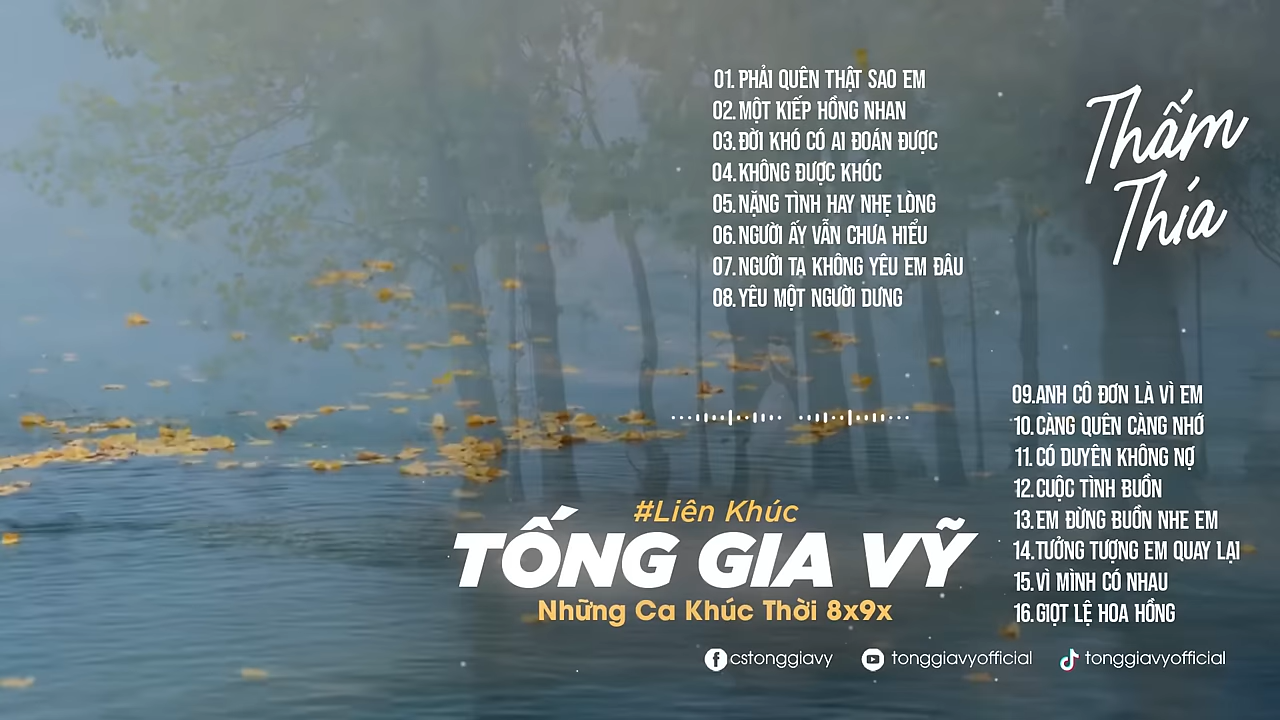 01. PHẢI QUÊN THẬT SAO EM
02. MỘT KIẾP HỒNG NHAN
03. ĐỜI KHÓ CÓ AI ĐOÁN ĐƯỢC
04. KHÔNG ĐƯỢC KHÓC
05. NẶNG TÌNH HAY NHẸ LÒNG
06. NGƯỜI ẤY VẪN CHƯA HIỂU
07. NGƯỜI TA KHÔNG YÊU EM ĐÂU
08. YÊU MỘT NGƯỜI DƯNG
Thấm
Thía
09. ANH CÔ ĐƠN LÀ VÌ EM
10. CÀNG QUÊN CÀNG NHỚ
11. CÓ DUYÊN KHÔNG NỢ
12. CUỘC TÌNH BUỒN
13. EM ĐỪNG BUỒN NHE EM
14. TƯỞNG TƯỢNG EM QUAY LẠI
15. VÌ MÌNH CÓ NHAU
16. GIỌT LỆ HOA HỒNG
#Liên Khúc
TỐNG GIA VỸ
Những Ca Khúc Thời 8x9x
cstonggiavy tonggiavyofficial tonggiavyofficial